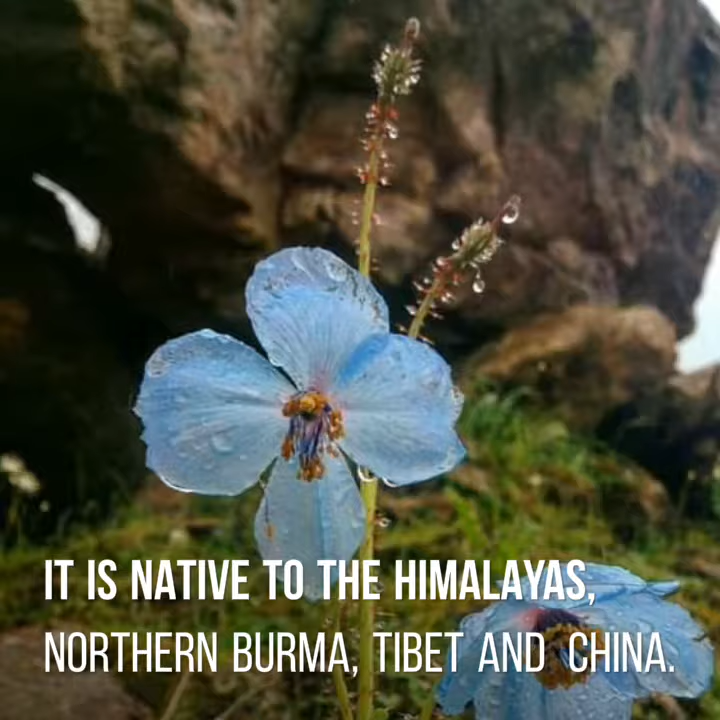 IT IS NATIVE TO THE HIMALAYAS,
NORTHERN BURMA, TIBET AND CHINA.